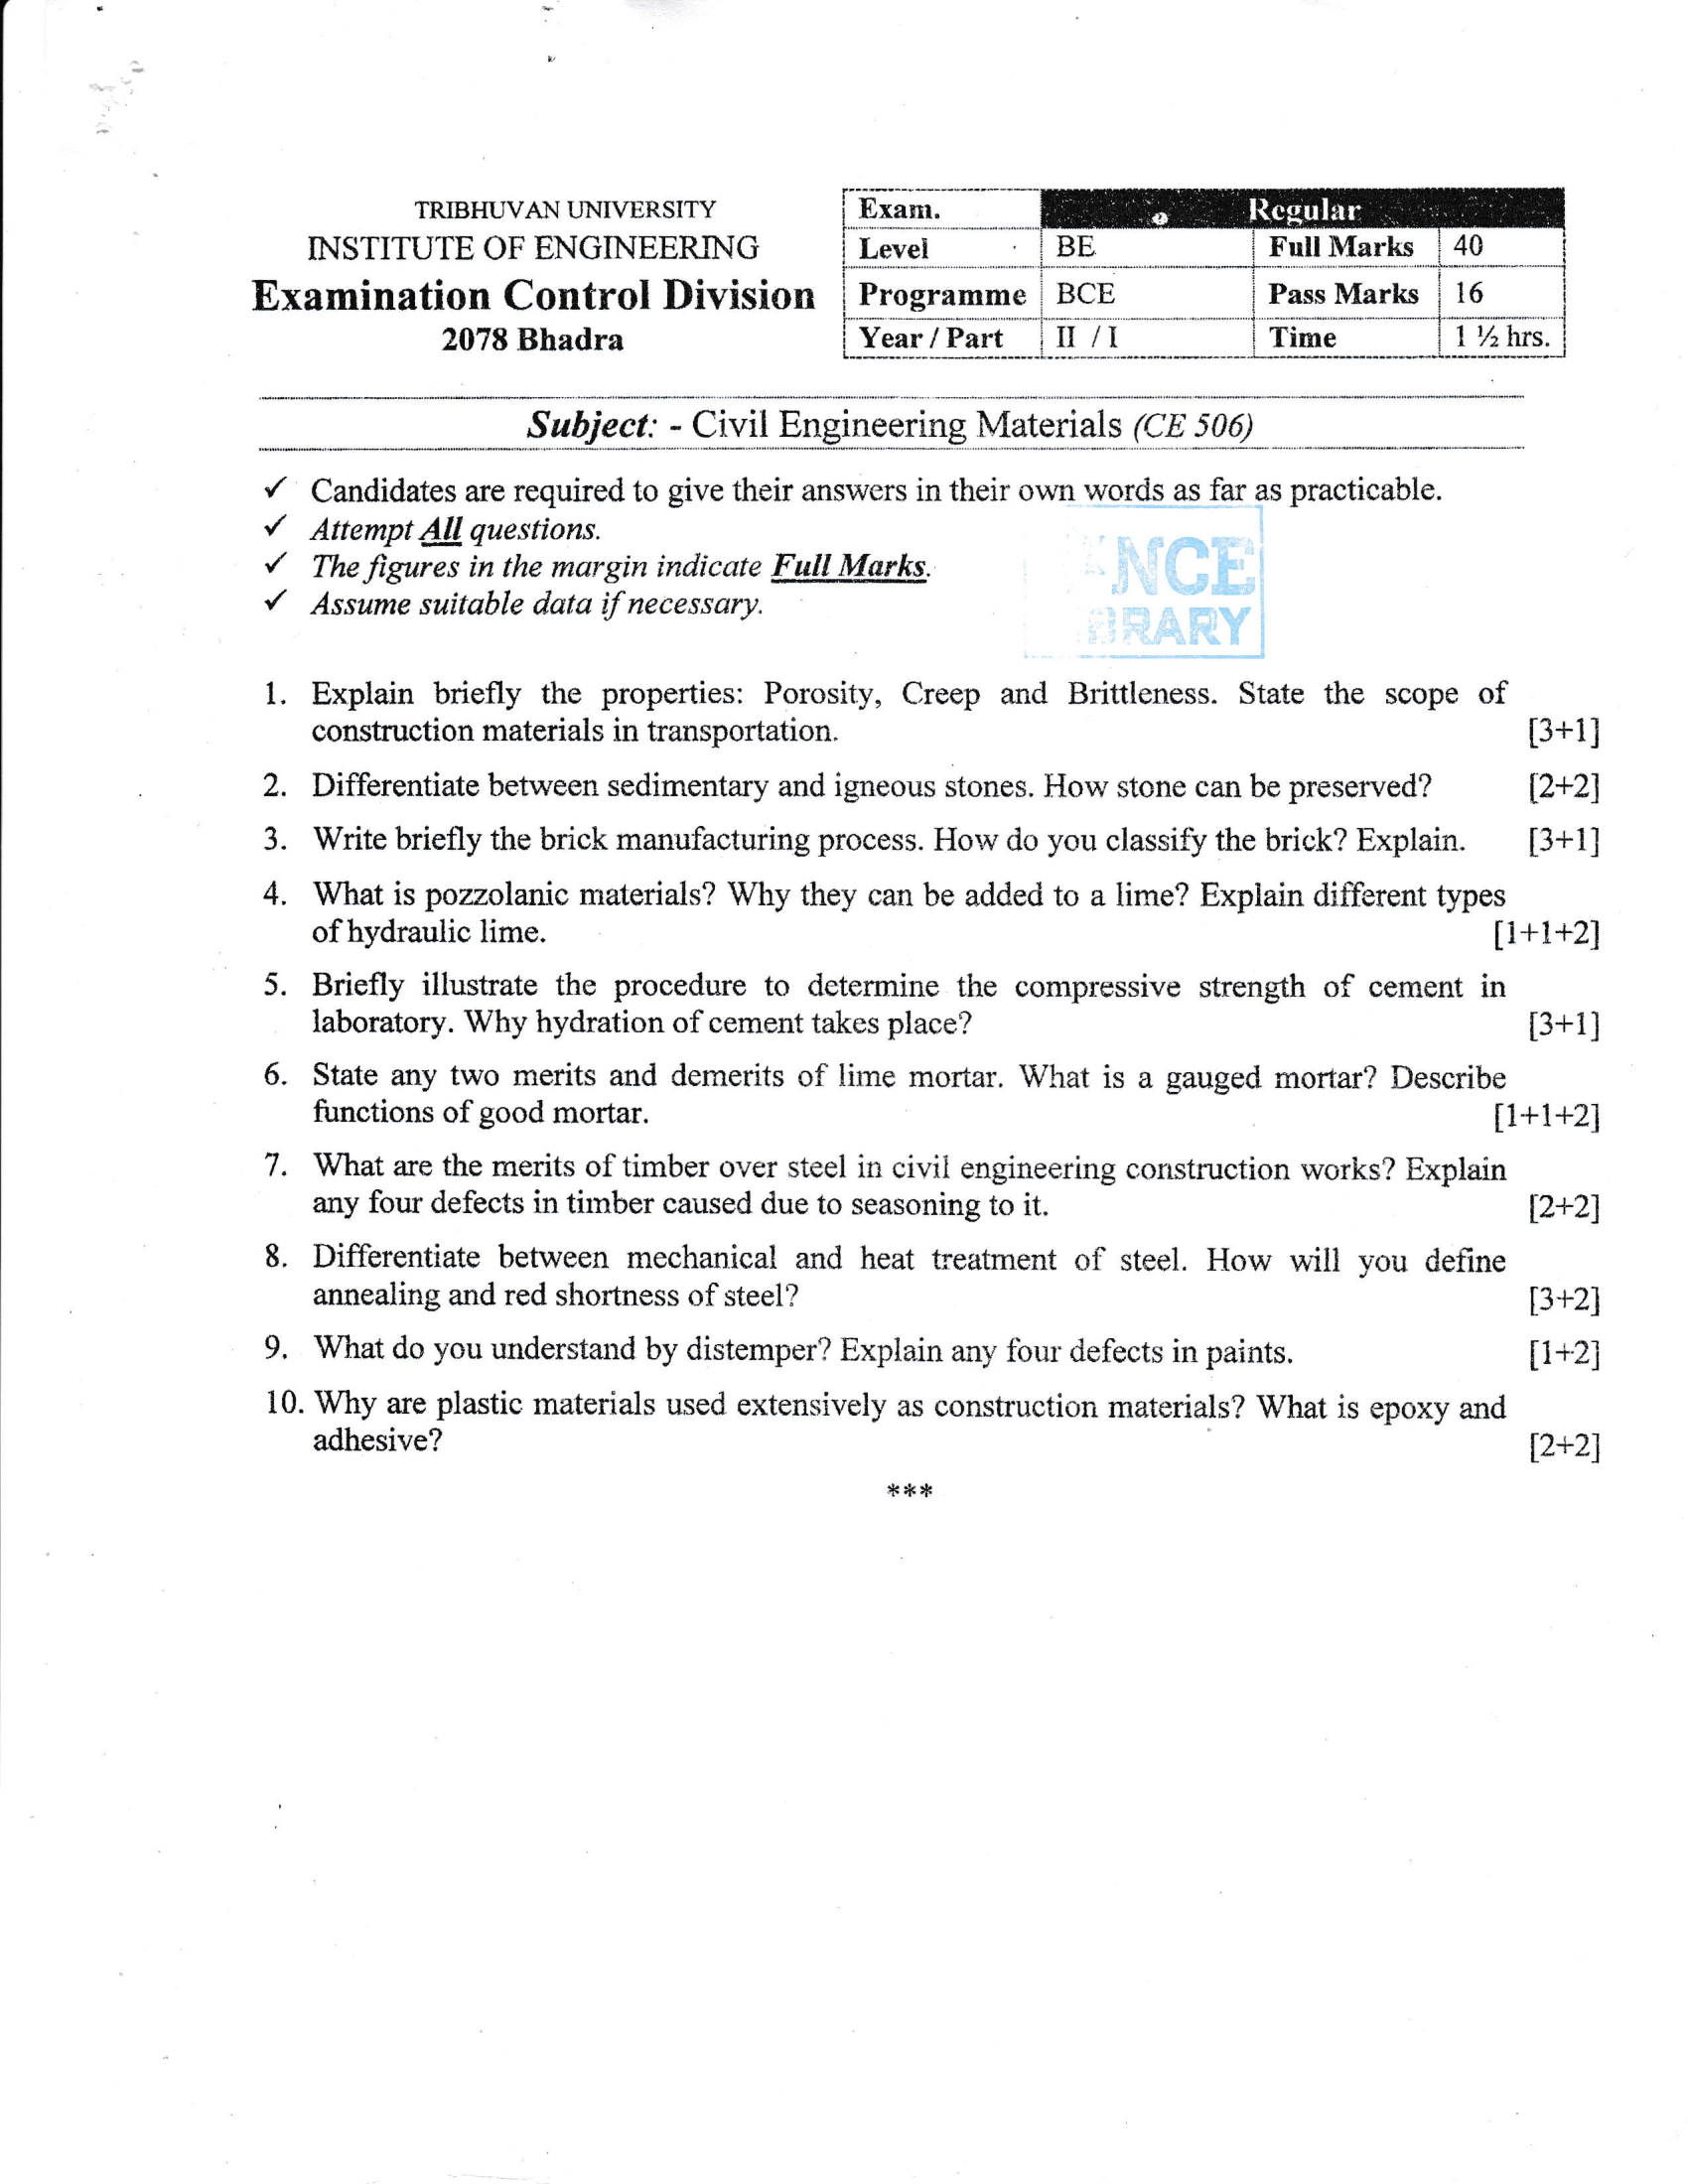 TRIBHUVAN UNIVERSITY
INSTITUTE OF ENGINEERING
Examination Control Division
2078 Bhadra
Exam. Regular
Level BE Full Marks 40
Programme BCE Pass Marks 16
Year / Part II / I Time 1 ½ hrs.
Subject: - Civil Engineering Materials (CE 506)
✓ Candidates are required to give their answers in their own words as far as practicable.
✓ Attempt All questions.
✓ The figures in the margin indicate Full Marks.
✓ Assume suitable data if necessary.
NCE
RARY
1. Explain briefly the properties: Porosity, Creep and Brittleness. State the scope of
construction materials in transportation. [3+1]
2. Differentiate between sedimentary and igneous stones. How stone can be preserved? [2+2]
3. Write briefly the brick manufacturing process. How do you classify the brick? Explain. [3+1]
4. What is pozzolanic materials? Why they can be added to a lime? Explain different types
of hydraulic lime. [1+1+2]
5. Briefly illustrate the procedure to determine the compressive strength of cement in
laboratory. Why hydration of cement takes place? [3+1]
6. State any two merits and demerits of lime mortar. What is a gauged mortar? Describe
functions of good mortar. [1+1+2]
7. What are the merits of timber over steel in civil engineering construction works? Explain
any four defects in timber caused due to seasoning to it. [2+2]
8. Differentiate between mechanical and heat treatment of steel. How will you define
annealing and red shortness of steel? [3+2]
9. What do you understand by distemper? Explain any four defects in paints. [1+2]
10. Why are plastic materials used extensively as construction materials? What is epoxy and
adhesive? [2+2]
***